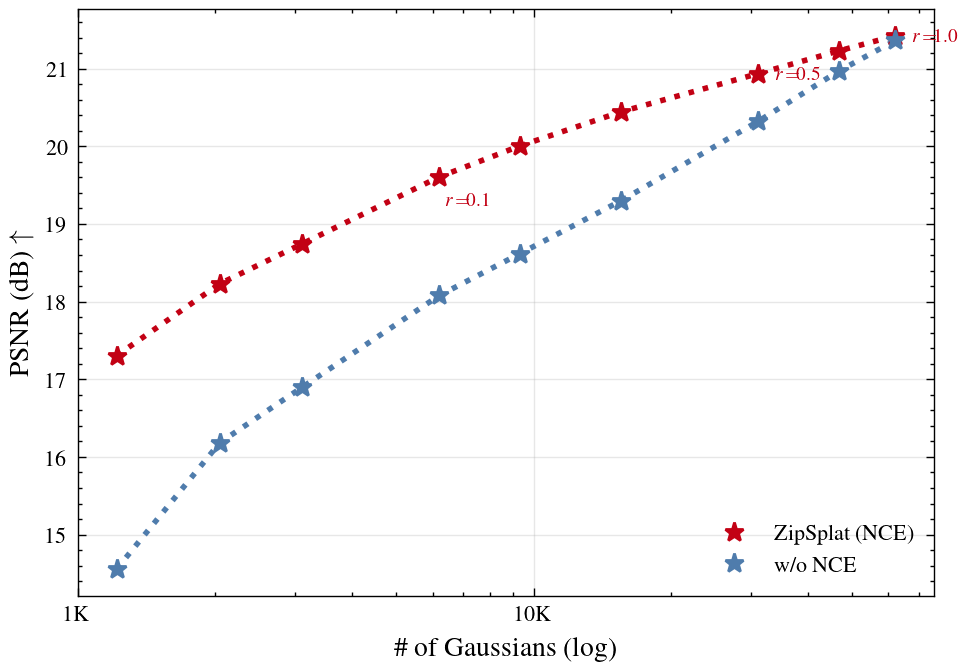 PSNR (dB) ↑
21
20
19
18
17
16
15
r=1.0
r=0.5
r=0.1
ZipSplat (NCE)
w/o NCE
1K
10K
# of Gaussians (log)